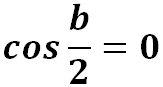 cos b/2 = 0